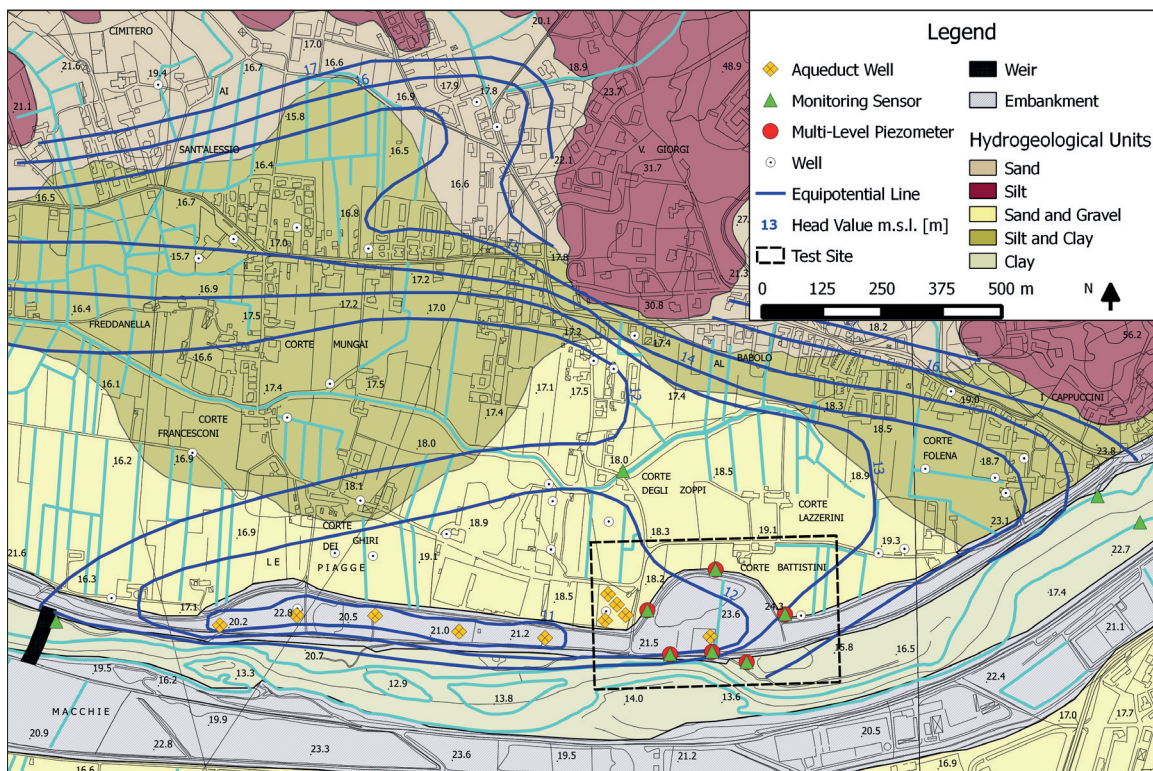 CIMITERO
20.1
21.6
19.4
17.0
16.6
16.7
17
18.9
Legend
48.9
16
17.9
17.8
AI
16.9
23.7
21.1
15.8
SANT'ALESSIO
16.4
16.5
22.1
V. GIORGI
31.7
16.6
16.5
16.7
16.8
27.
17.0
15
15.7
17.8
21.3
16.9
17.2
30.8
16.4
17.5
17.2
17.0
17.2
FREDDANELLA
CORTE MUNGAI
17.4
18.2
56.2
16.6
14
AL BABOLO
16
16.1
17.4
17.5
17.1
17.5
12
17.4
19.0
I CAPPUCCINI
18.3
CORTE
FRANCESCONI
17.4
18.0
18.5
CORTE
FOLENA
23.8
16.2
16.9
18.0
13
18.7
18.1
CORTE
DEGLI ZOPPI
18.5
18.9
CORTE
LAZZERINI
23.1
16.9
CORTE
DEI GHIRI
18.9
18.3
19.1
21.6
19.1
19.3
22.7
LE PIAGGE
CORTE BATTISTINI
16.3
18.5
18.2
17.4
17.1
22.8
20.5
11
12
23.6
24.3
21.1
20.2
21.0
21.2
21.5
15.8
16.5
20.7
19.5
13.3
22.4
16.2
12.9
13.8
14.0
13.6
MACCHIE
19.9
17.0
17.7
20.9
22.8
23.3
23.6
19.5
21.2
20.5
16.6
16.9
Aqueduct Well
Monitoring Sensor
Multi-Level Piezometer
Well
Equipotential Line
13 Head Value m.s.l. [m]
Test Site
Weir
Embankment
Hydrogeological Units
Sand
Silt
Sand and Gravel
Silt and Clay
Clay
0 125 250 375 500 m
N